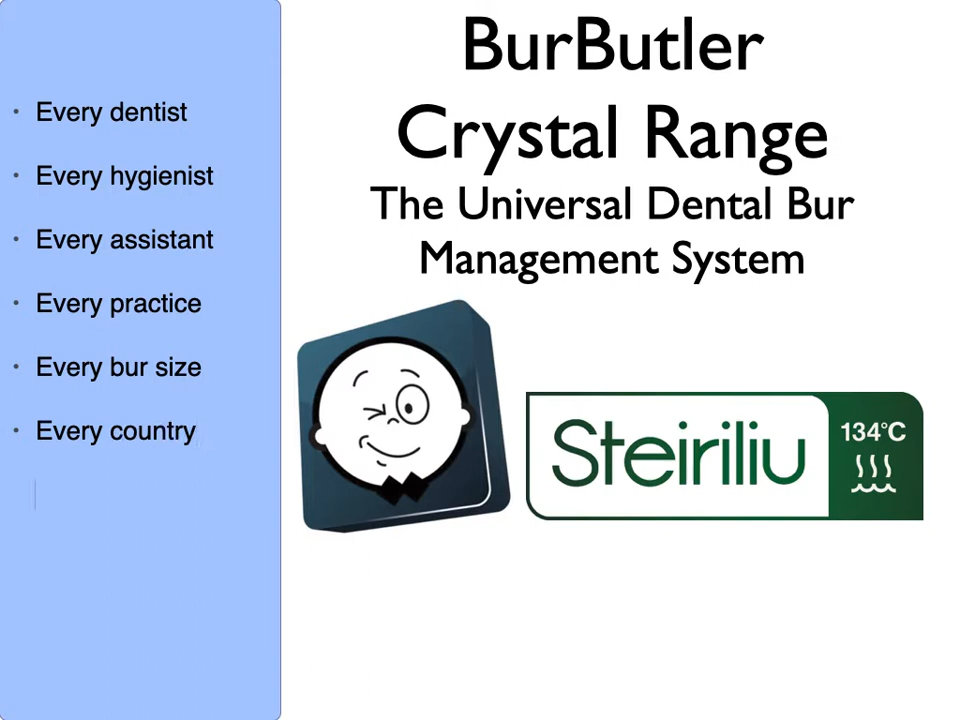 BurButler
Crystal Range
The Universal Dental Bur
Management System
• Every dentist
• Every hygienist
• Every assistant
• Every practice
• Every bur size
• Every country
Steiriliu
134°C